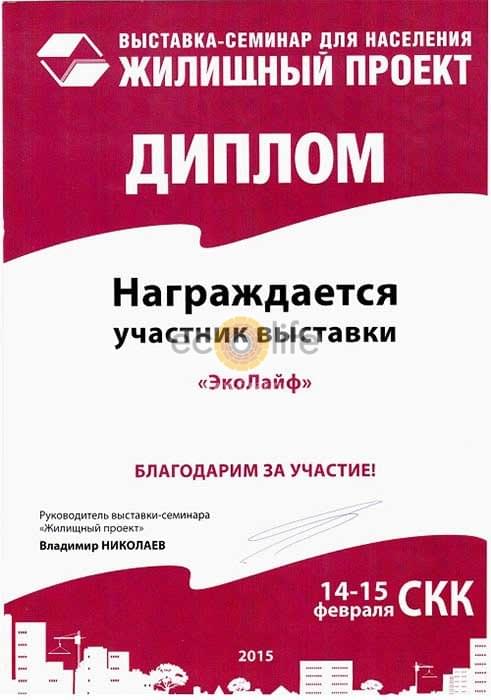 ВЫСТАВКА-СЕМИНАР ДЛЯ НАСЕЛЕНИЯ
ЖИЛИЩНЫЙ ПРОЕКТ
ДИПЛОМ
Награждается
участник выставки
ecolife
«ЭкоЛайф»
БЛАГОДАРИМ ЗА УЧАСТИЕ!
Руководитель выставки-семинара
«Жилищный проект»
Владимир НИКОЛАЕВ
14-15
февраля СКК
2015